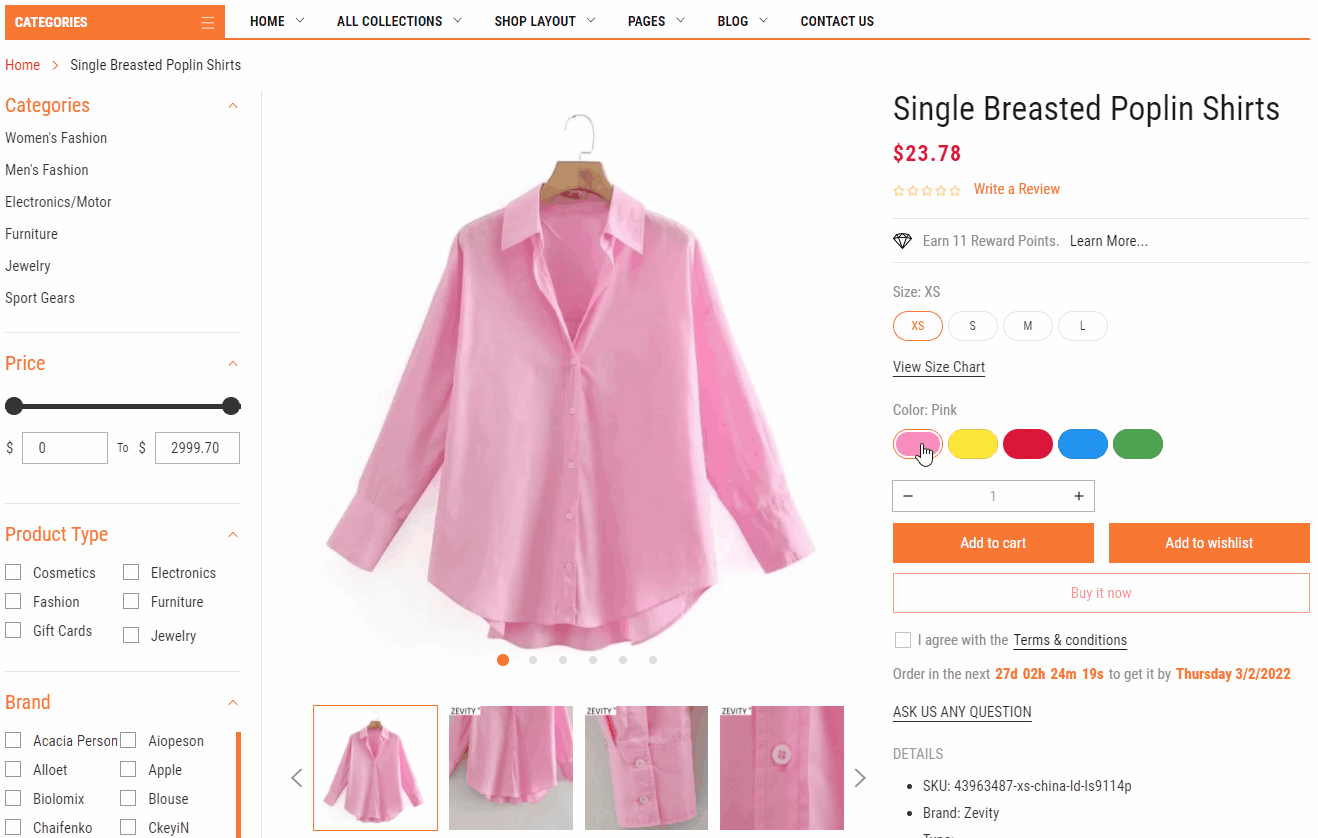 CATEGORIES
HOME
ALL COLLECTIONS
SHOP LAYOUT
PAGES
BLOG
CONTACT US
Home > Single Breasted Poplin Shirts
Categories
Women's Fashion
Men's Fashion
Electronics/Motor
Furniture
Jewelry
Sport Gears
Price
$ 0 To $ 2999.70
Product Type
Cosmetics
Electronics
Fashion
Furniture
Gift Cards
Jewelry
Brand
Acacia Person
Aiopeson
Alloet
Apple
Biolomix
Blouse
Chaifenko
CkeyiN
ZEVITY
ZEVITY
ZEVITY
Single Breasted Poplin Shirts
$23.78
Write a Review
Earn 11 Reward Points. Learn More...
Size: XS
XS S M L
View Size Chart
Color: Pink
− 1 +
Add to cart
Add to wishlist
Buy it now
I agree with the Terms & conditions
Order in the next 27d 02h 24m 19s to get it by Thursday 3/2/2022
ASK US ANY QUESTION
DETAILS
SKU: 43963487-xs-china-ld-ls9114p
Brand: Zevity